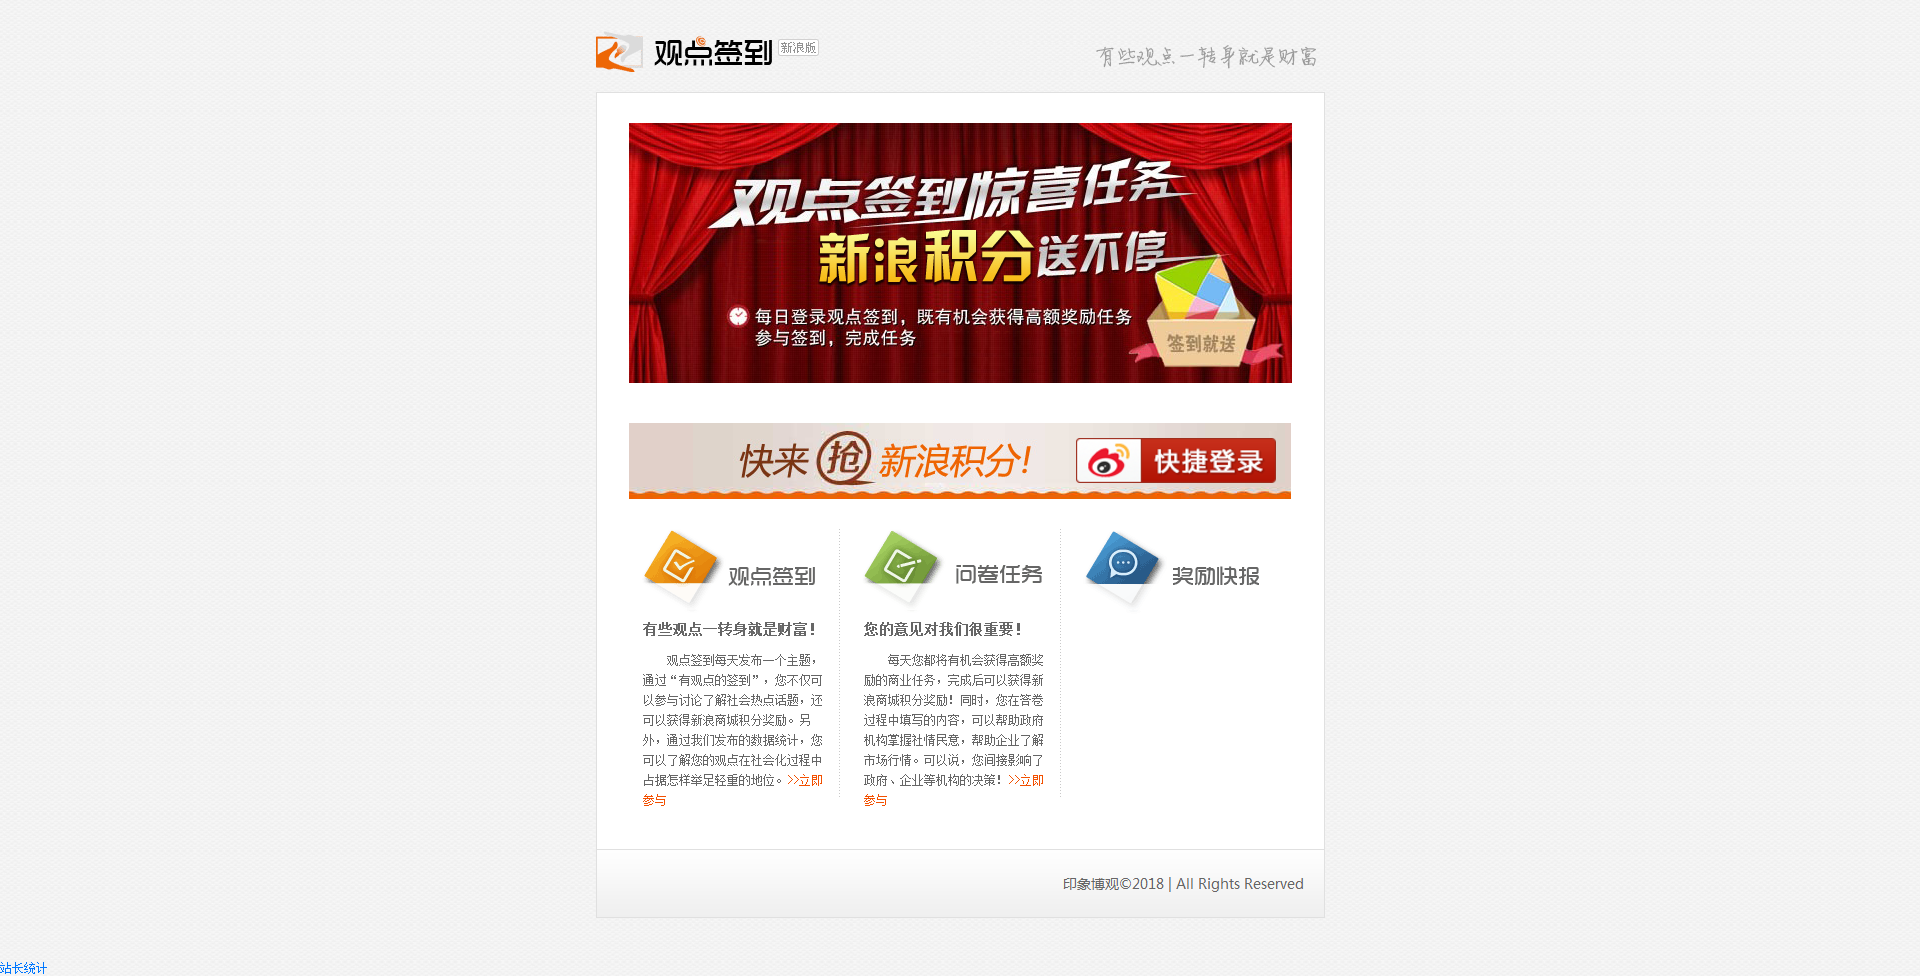 观点签到 新浪版
有些观点一转身就是财富
观点签到惊喜任务
新浪积分送不停
每日登录观点签到，既有机会获得高额奖励任务
参与签到，完成任务
签到就送
快来抢新浪积分!
快捷登录
观点签到
有些观点一转身就是财富！
观点签到每天发布一个主题，
通过“有观点的签到”，您不仅可
以参与讨论了解社会热点话题，还
可以获得新浪商城积分奖励。另
外，通过我们发布的数据统计，您
可以了解您的观点在社会化过程中
占据怎样举足轻重的地位。>>立即
参与
问卷任务
您的意见对我们很重要！
每天您都将有机会获得高额奖
励的商业任务，完成后可以获得新
浪商城积分奖励！同时，您在答卷
过程中填写的内容，可以帮助政府
机构掌握社情民意，帮助企业了解
市场行情。可以说，您间接影响了
政府、企业等机构的决策！>>立即
参与
奖励快报
印象博观©2018 | All Rights Reserved
站长统计